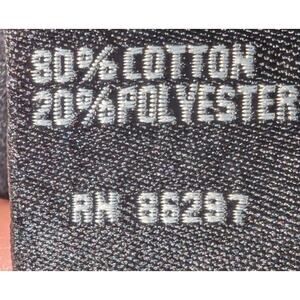 80% COTTON
20% POLYESTER
RN 86297